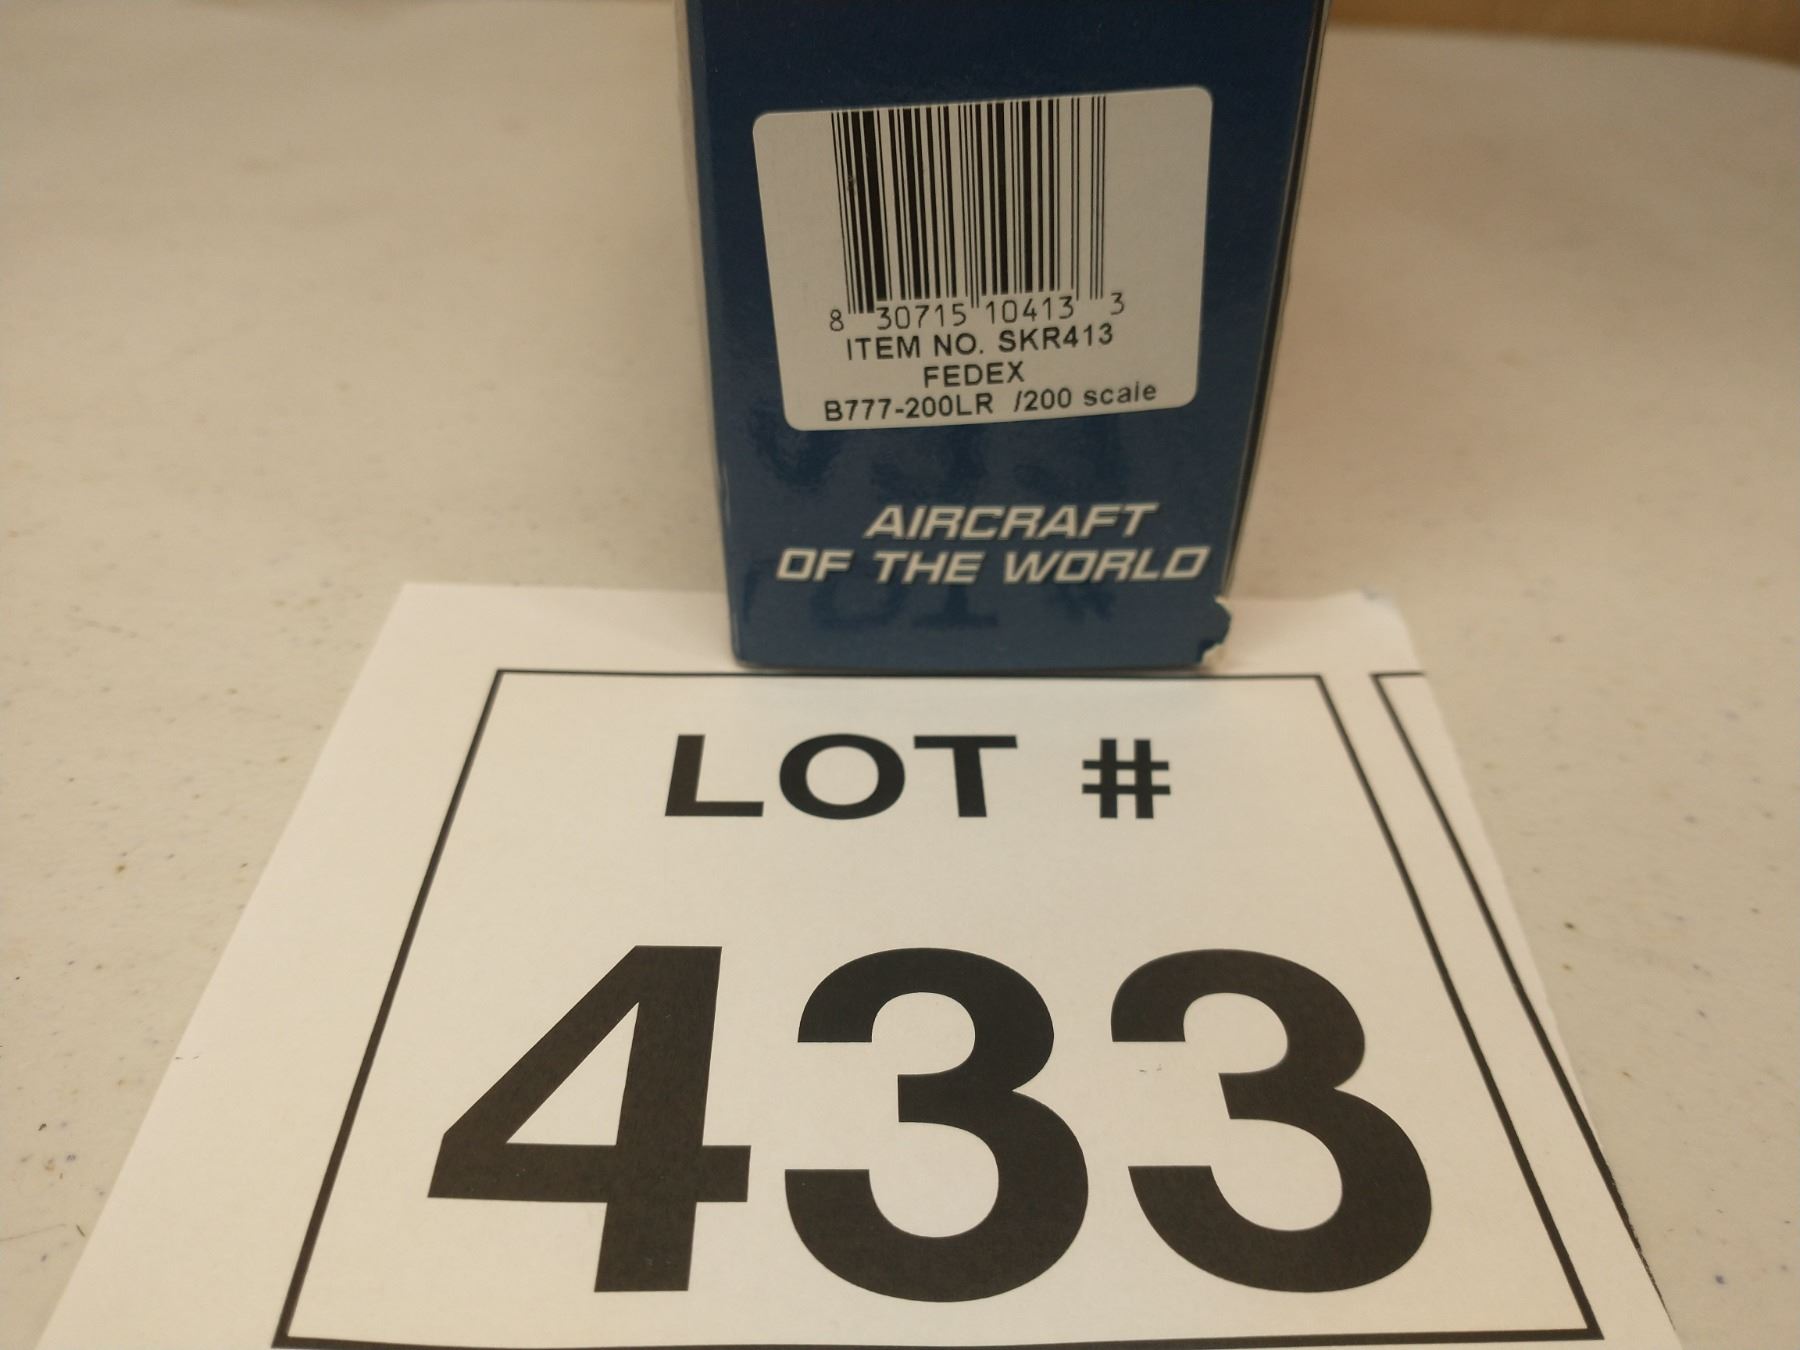 8 30715 10413 3
ITEM NO. SKR413
FEDEX
B777-200LR /200 scale
AIRCRAFT
OF THE WORLD
LOT #
433